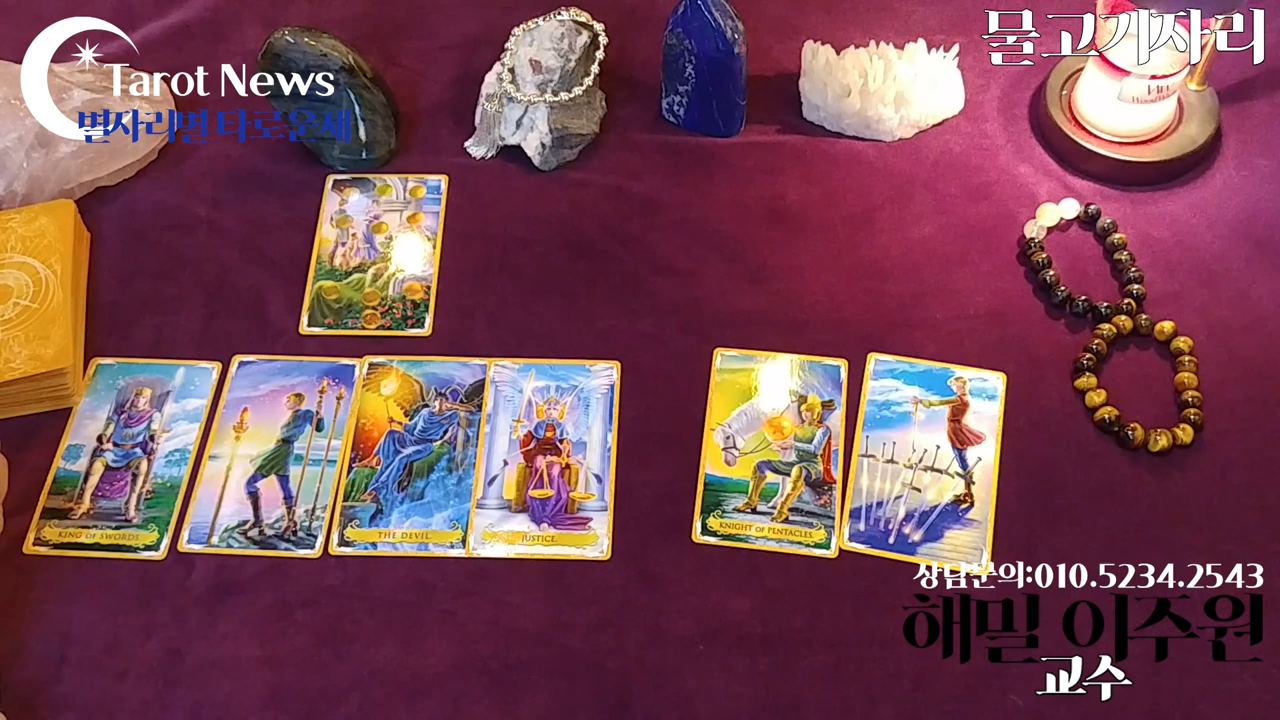 Tarot News
별자리별 타로운세
물고기자리
KING OF SWORDS.
THE DEVIL.
JUSTICE.
KNIGHT OF PENTACLES.
상담문의:010.5234.2543
해밀 이주원
교수